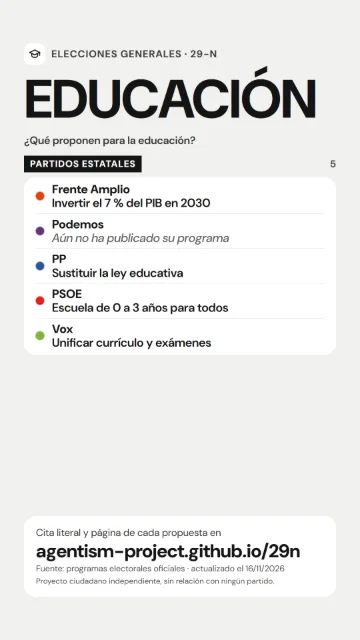 ELECCIONES GENERALES · 29-N
EDUCACIÓN
¿Qué proponen para la educación?
PARTIDOS ESTATALES 5
Frente Amplio
Invertir el 7 % del PIB en 2030
Podemos
Aún no ha publicado su programa
PP
Sustituir la ley educativa
PSOE
Escuela de 0 a 3 años para todos
Vox
Unificar currículo y exámenes
Cita literal y página de cada propuesta en
agentism-project.github.io/29n
Fuente: programas electorales oficiales · actualizado el 16/11/2026
Proyecto ciudadano independiente, sin relación con ningún partido.